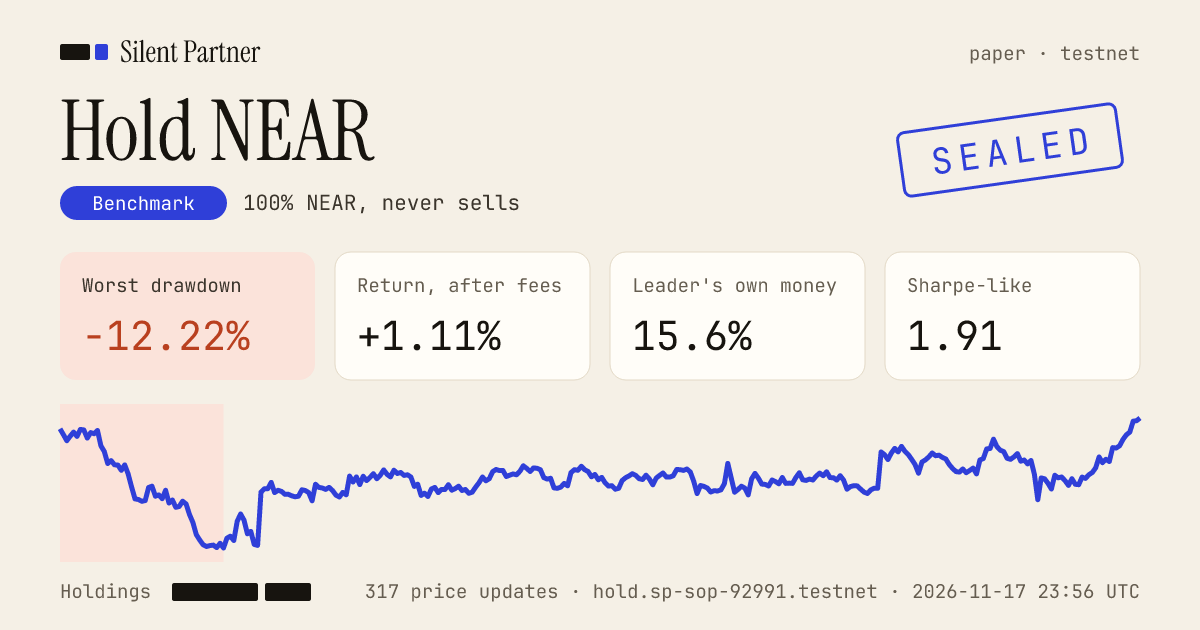 Silent Partner
paper · testnet
Hold NEAR
SEALED
Benchmark
100% NEAR, never sells
Worst drawdown
-12.22%
Return, after fees
+1.11%
Leader's own money
15.6%
Sharpe-like
1.91
Holdings
317 price updates · hold.sp-sop-92991.testnet · 2026-11-17 23:56 UTC